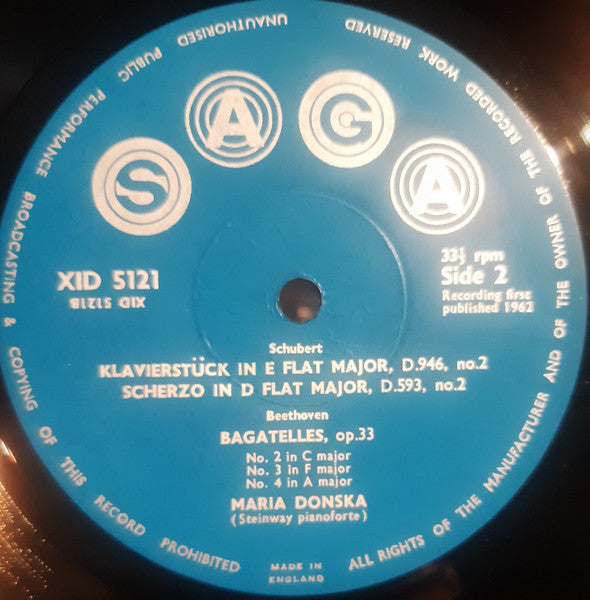 UNAUTHORISED PUBLIC PERFORMANCE BROADCASTING & COPYING OF THIS RECORD PROHIBITED
ALL RIGHTS OF THE MANUFACTURER AND OF THE OWNER OF THE RECORDED WORK RESERVED
SAGA
XID 5121
XID 5121B
33⅓ rpm
Side 2
Recording first
published 1962
Schubert
KLAVIERSTÜCK IN E FLAT MAJOR, D.946, no.2
SCHERZO IN D FLAT MAJOR, D.593, no.2
Beethoven
BAGATELLES, op.33
No. 2 in C major
No. 3 in F major
No. 4 in A major
MARIA DONSKA
(Steinway pianoforte)
MADE IN
ENGLAND